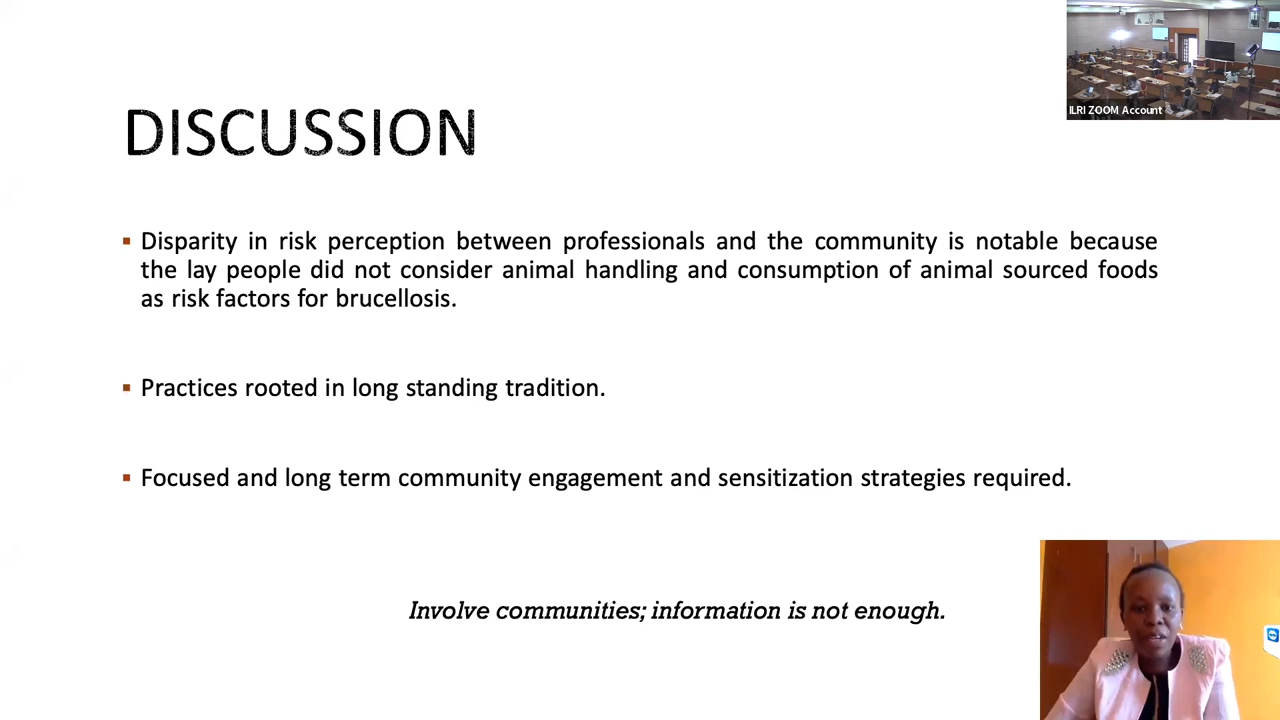 ILRI ZOOM Account
DISCUSSION
▪ Disparity in risk perception between professionals and the community is notable because
the lay people did not consider animal handling and consumption of animal sourced foods
as risk factors for brucellosis.
▪ Practices rooted in long standing tradition.
▪ Focused and long term community engagement and sensitization strategies required.
Involve communities; information is not enough.